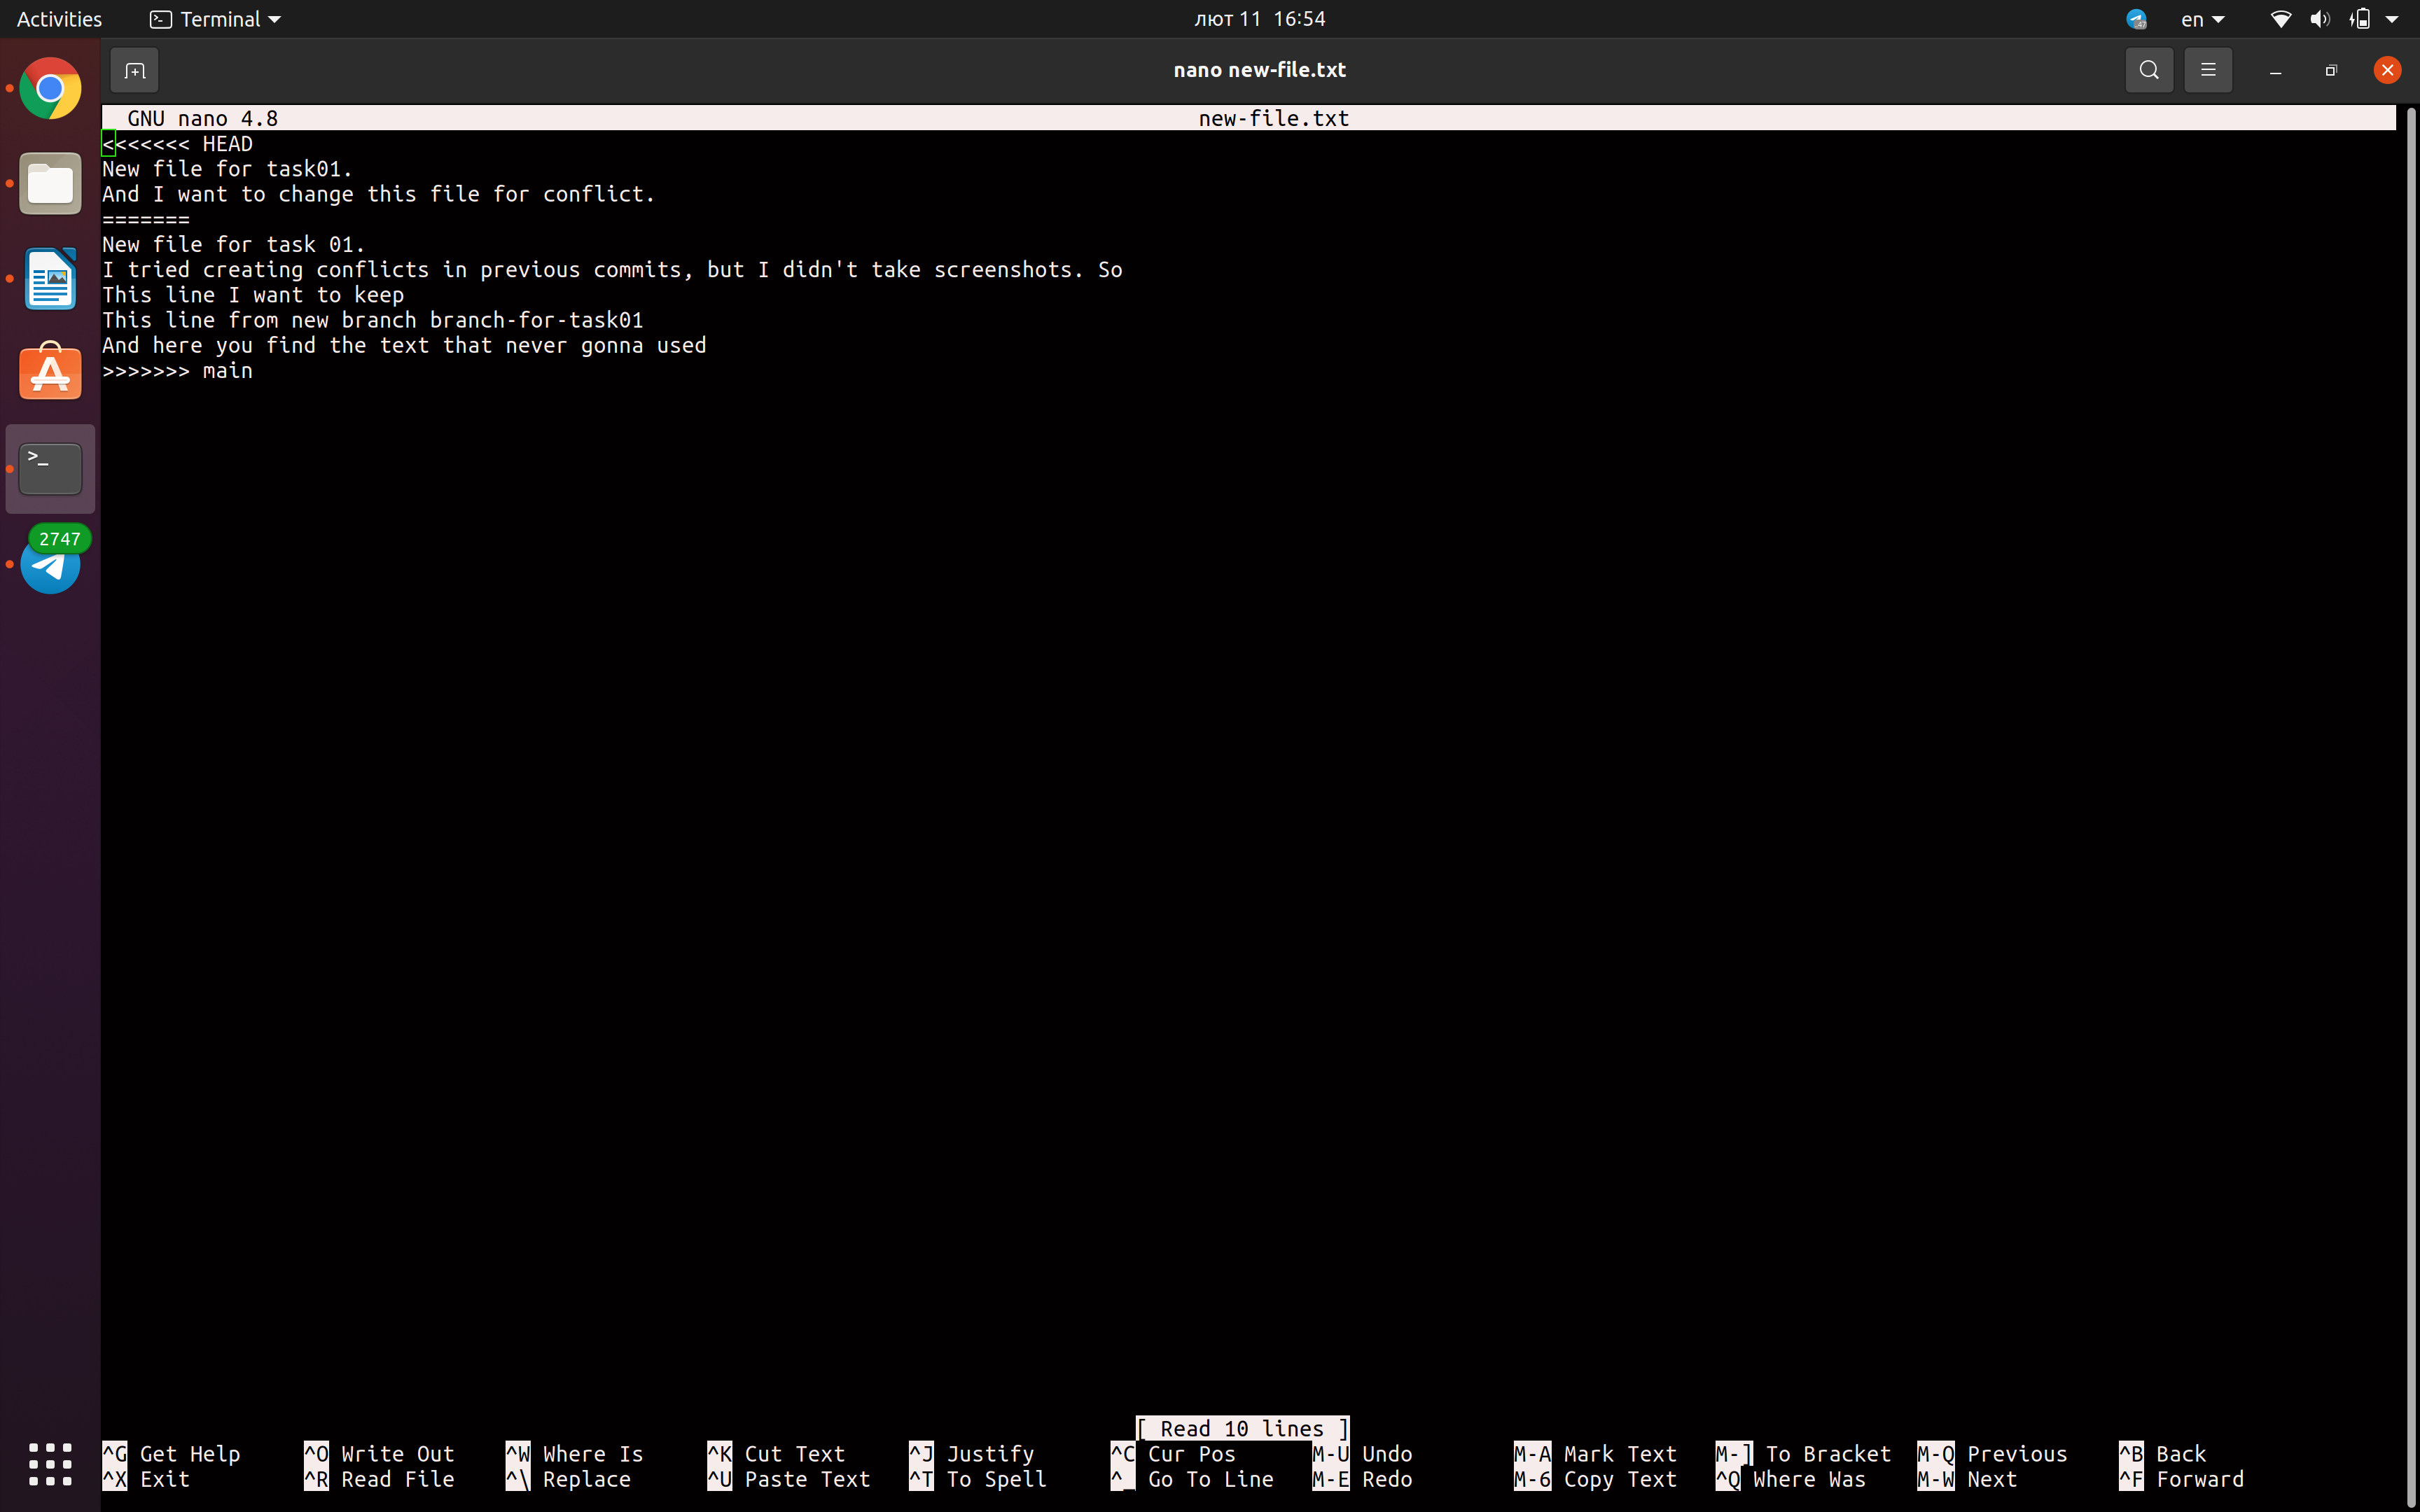 Activities Terminal лют 11 16:54 en
nano new-file.txt
GNU nano 4.8 new-file.txt
<<<<<<< HEAD
New file for task01.
And I want to change this file for conflict.
=======
New file for task 01.
I tried creating conflicts in previous commits, but I didn't take screenshots. So
This line I want to keep
This line from new branch branch-for-task01
And here you find the text that never gonna used
>>>>>>> main
2747
[ Read 10 lines ]
^G Get Help ^O Write Out ^W Where Is ^K Cut Text ^J Justify ^C Cur Pos M-U Undo M-A Mark Text M-] To Bracket M-Q Previous ^B Back
^X Exit ^R Read File ^\ Replace ^U Paste Text ^T To Spell ^_ Go To Line M-E Redo M-6 Copy Text ^Q Where Was M-W Next ^F Forward